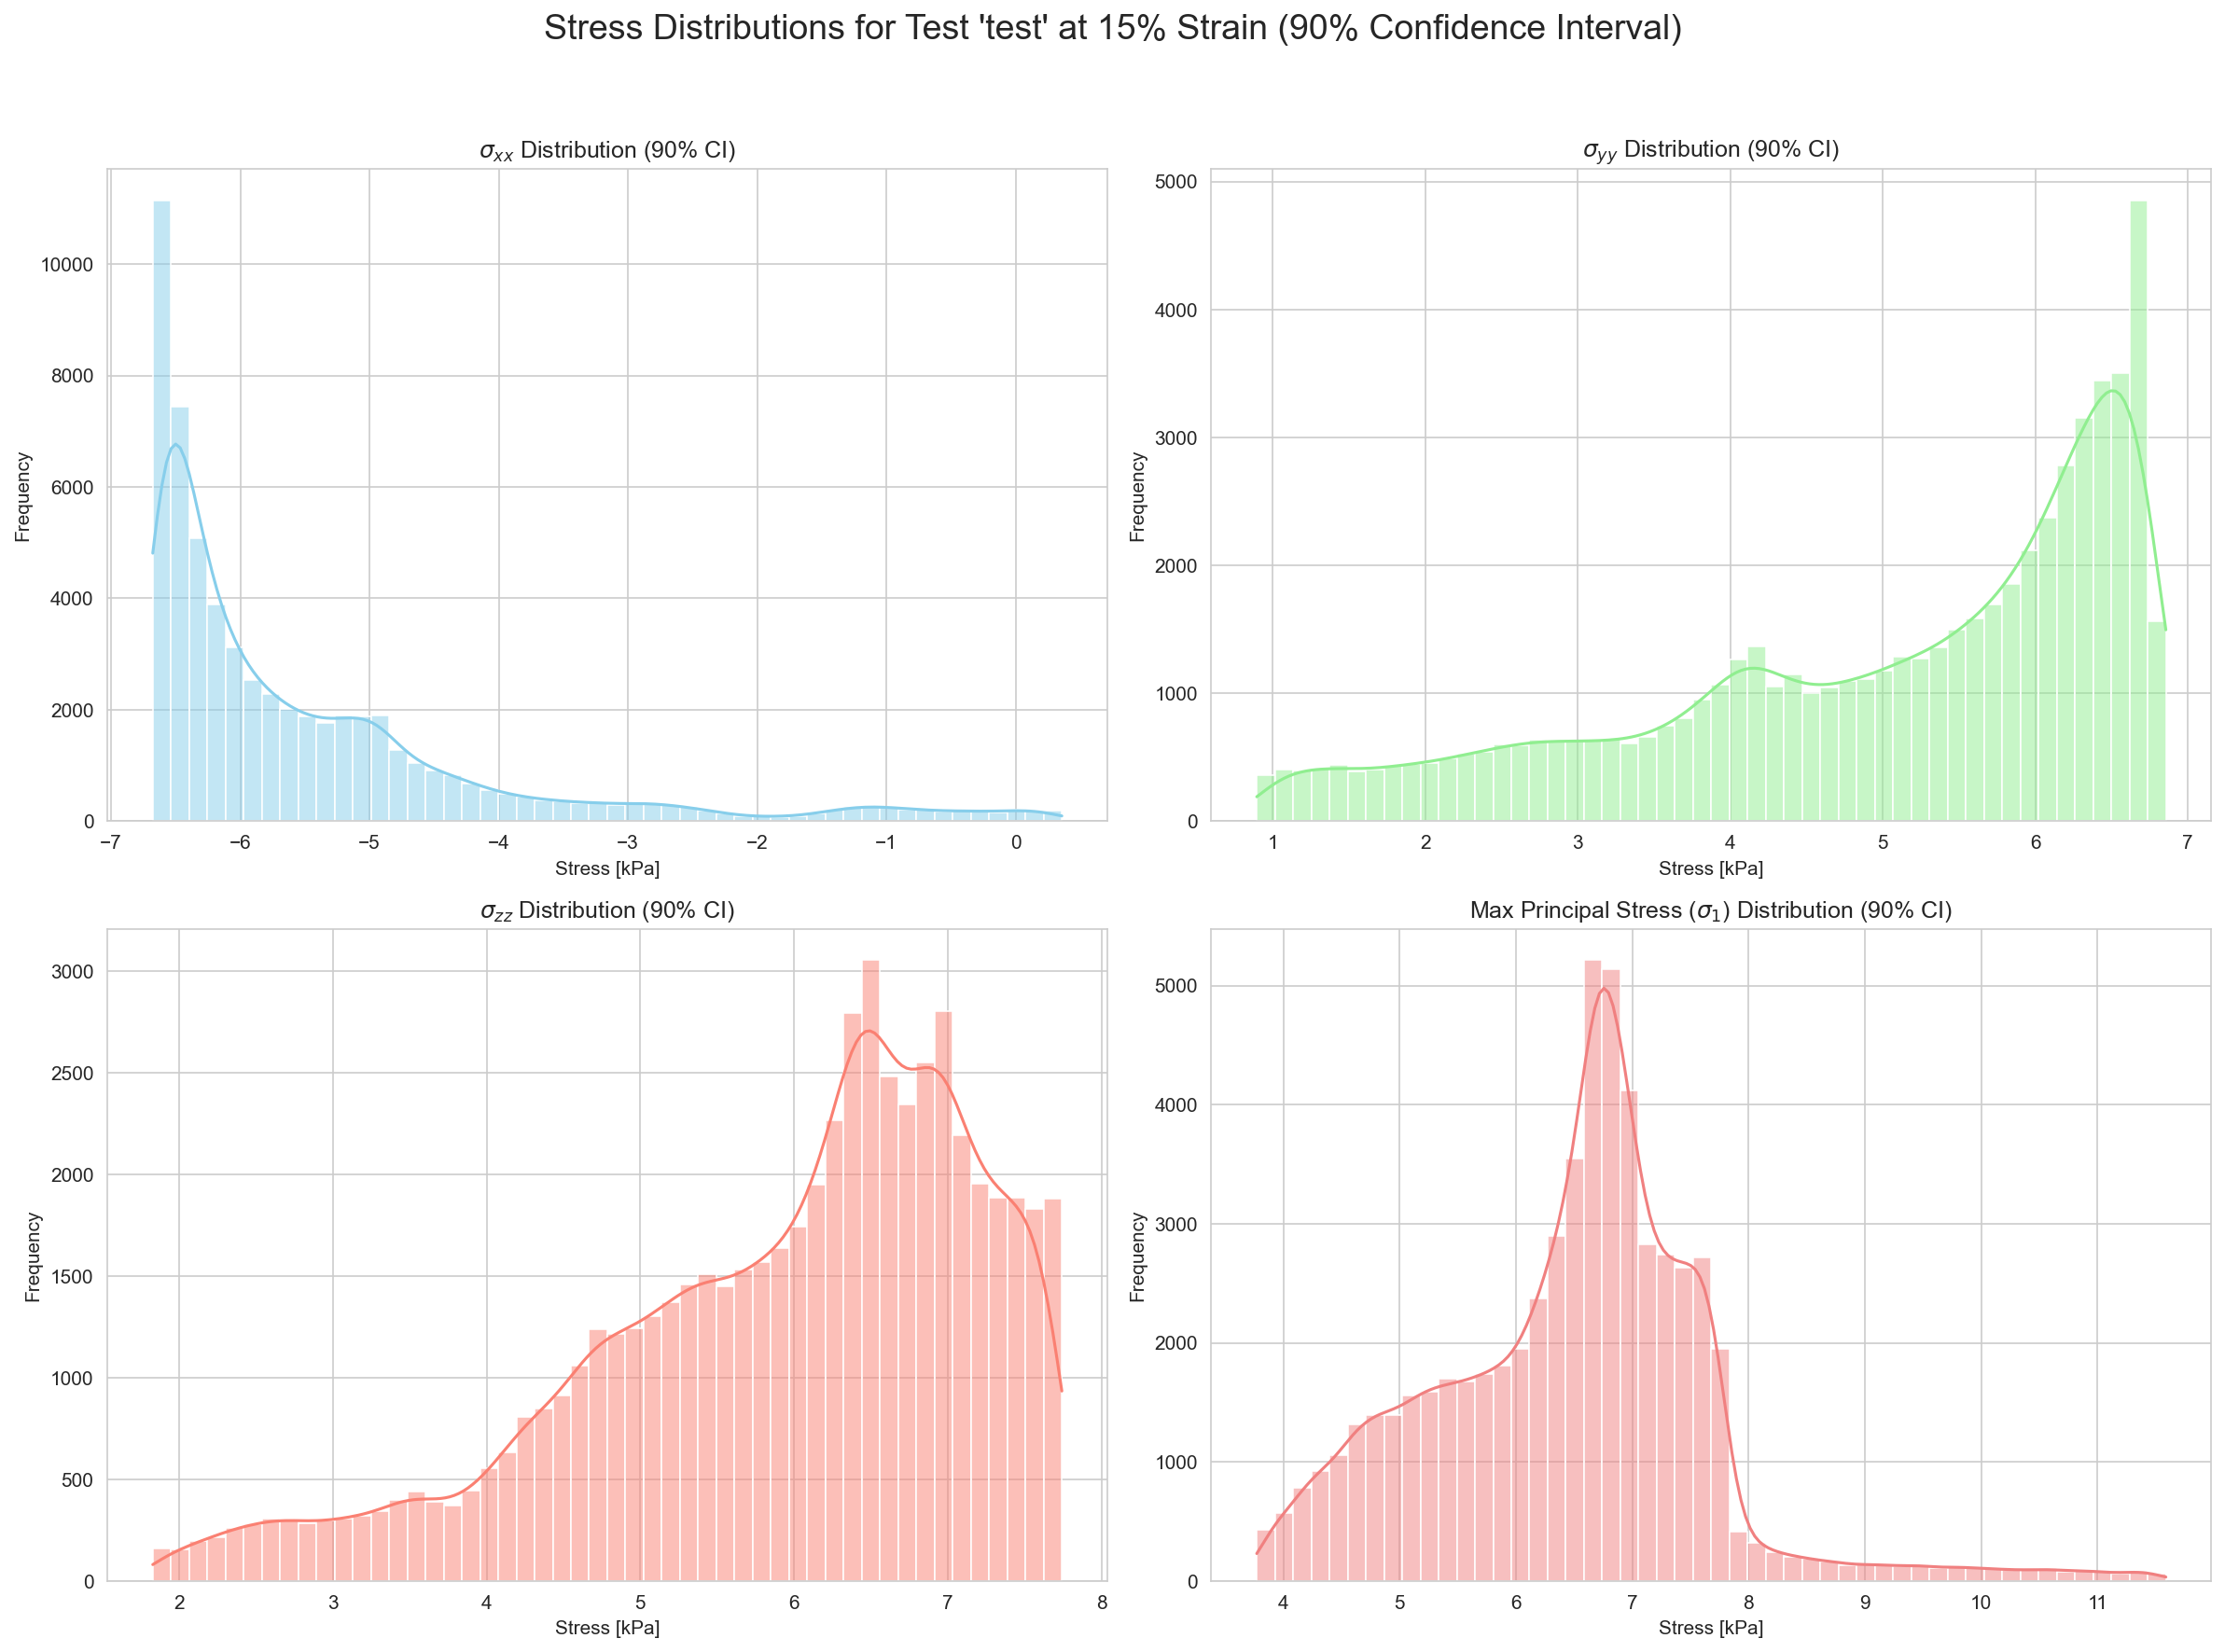 Stress Distributions for Test 'test' at 15% Strain (90% Confidence Interval)
σxx Distribution (90% CI)
Frequency
10000
8000
6000
4000
2000
0
−7 −6 −5 −4 −3 −2 −1 0
Stress [kPa]
σyy Distribution (90% CI)
Frequency
5000
4000
3000
2000
1000
0
1 2 3 4 5 6 7
Stress [kPa]
σzz Distribution (90% CI)
Frequency
3000
2500
2000
1500
1000
500
0
2 3 4 5 6 7 8
Stress [kPa]
Max Principal Stress (σ1) Distribution (90% CI)
Frequency
5000
4000
3000
2000
1000
0
4 5 6 7 8 9 10 11
Stress [kPa]